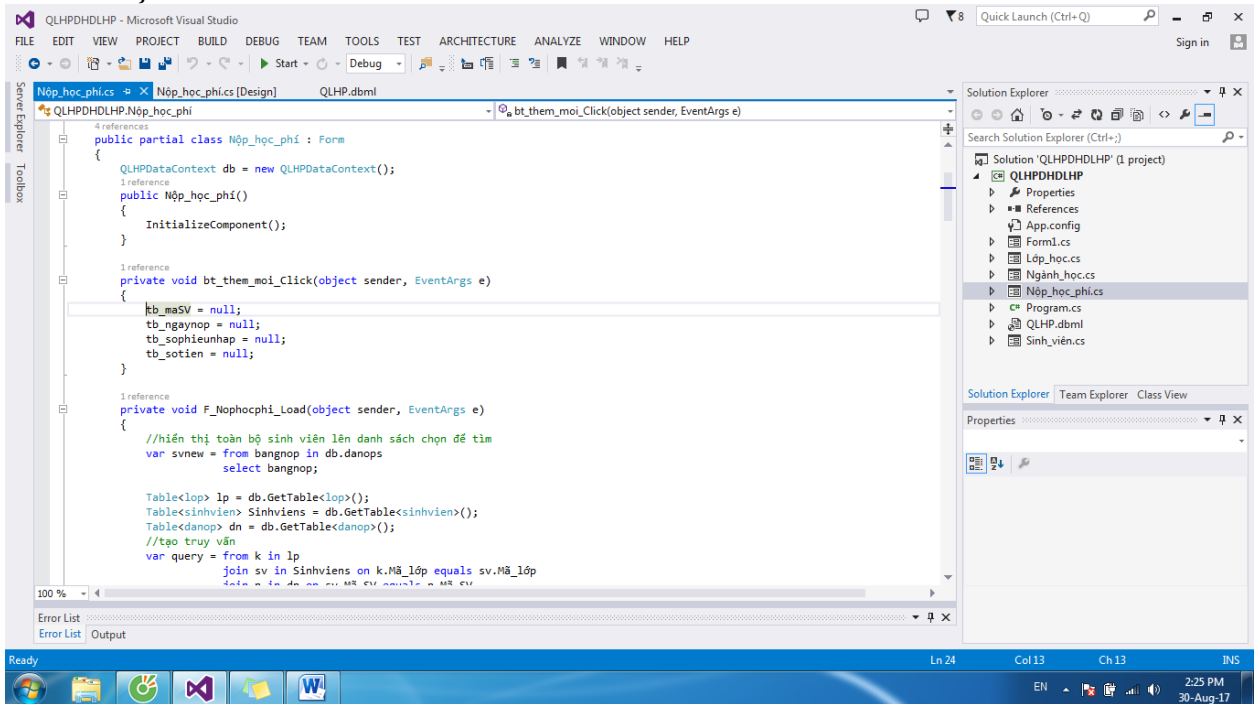 QLHPDHDLHP - Microsoft Visual Studio
8
Quick Launch (Ctrl+Q)
FILE EDIT VIEW PROJECT BUILD DEBUG TEAM TOOLS TEST ARCHITECTURE ANALYZE WINDOW HELP
Sign in
Start
Debug
Server Explorer
Toolbox
Nộp_học_phí.cs
Nộp_học_phí.cs [Design]
QLHP.dbml
QLHPDHDLHP.Nộp_học_phí
bt_them_moi_Click(object sender, EventArgs e)
4 references
public partial class Nộp_học_phí : Form
{
QLHPDataContext db = new QLHPDataContext();
1 reference
public Nộp_học_phí()
{
InitializeComponent();
}
1 reference
private void bt_them_moi_Click(object sender, EventArgs e)
{
tb_maSV = null;
tb_ngaynop = null;
tb_sophieunhap = null;
tb_sotien = null;
}
1 reference
private void F_Nophocphi_Load(object sender, EventArgs e)
{
//hiển thị toàn bộ sinh viên lên danh sách chọn để tìm
var svnew = from bangnop in db.danops
select bangnop;
Table<lop> lp = db.GetTable<lop>();
Table<sinhvien> Sinhviens = db.GetTable<sinhvien>();
Table<danop> dn = db.GetTable<danop>();
//tạo truy vấn
var query = from k in lp
join sv in Sinhviens on k.Mã_lớp equals sv.Mã_lớp
100 %
Error List
Error List Output
Solution Explorer
Search Solution Explorer (Ctrl+;)
Solution 'QLHPDHDLHP' (1 project)
C# QLHPDHDLHP
Properties
References
App.config
Form1.cs
Lớp_học.cs
Ngành_học.cs
Nộp_học_phí.cs
C# Program.cs
QLHP.dbml
Sinh_viên.cs
Solution Explorer Team Explorer Class View
Properties
Ready
Ln 24 Col 13 Ch 13 INS
EN
2:25 PM
30-Aug-17